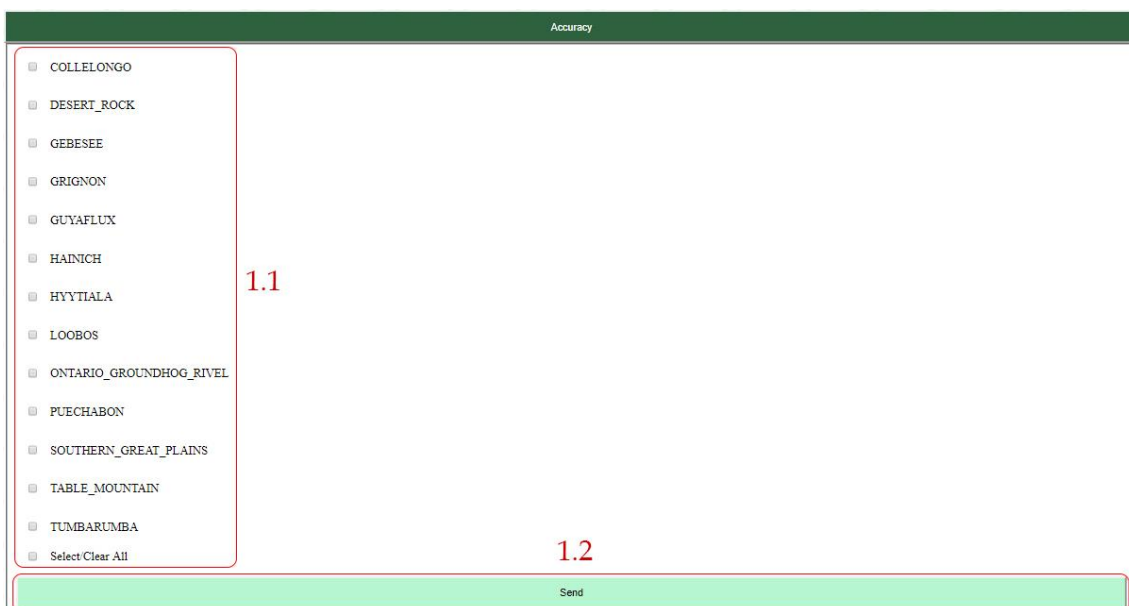 Accuracy
COLLELONGO
DESERT_ROCK
GEBESEE
GRIGNON
GUYAFLUX
HAINICH
1.1
HYYTIALA
LOOBOS
ONTARIO_GROUNDHOG_RIVEL
PUECHABON
SOUTHERN_GREAT_PLAINS
TABLE_MOUNTAIN
TUMBARUMBA
Select/Clear All
1.2
Send